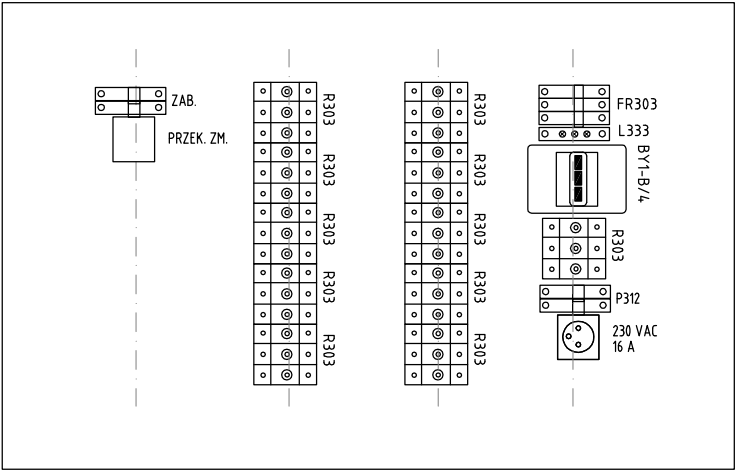 ZAB.
PRZEK. ZM.
R303
R303
R303
R303
R303
R303
R303
R303
R303
R303
FR303
L333
BY1-B/4
R303
P312
230 VAC
16 A